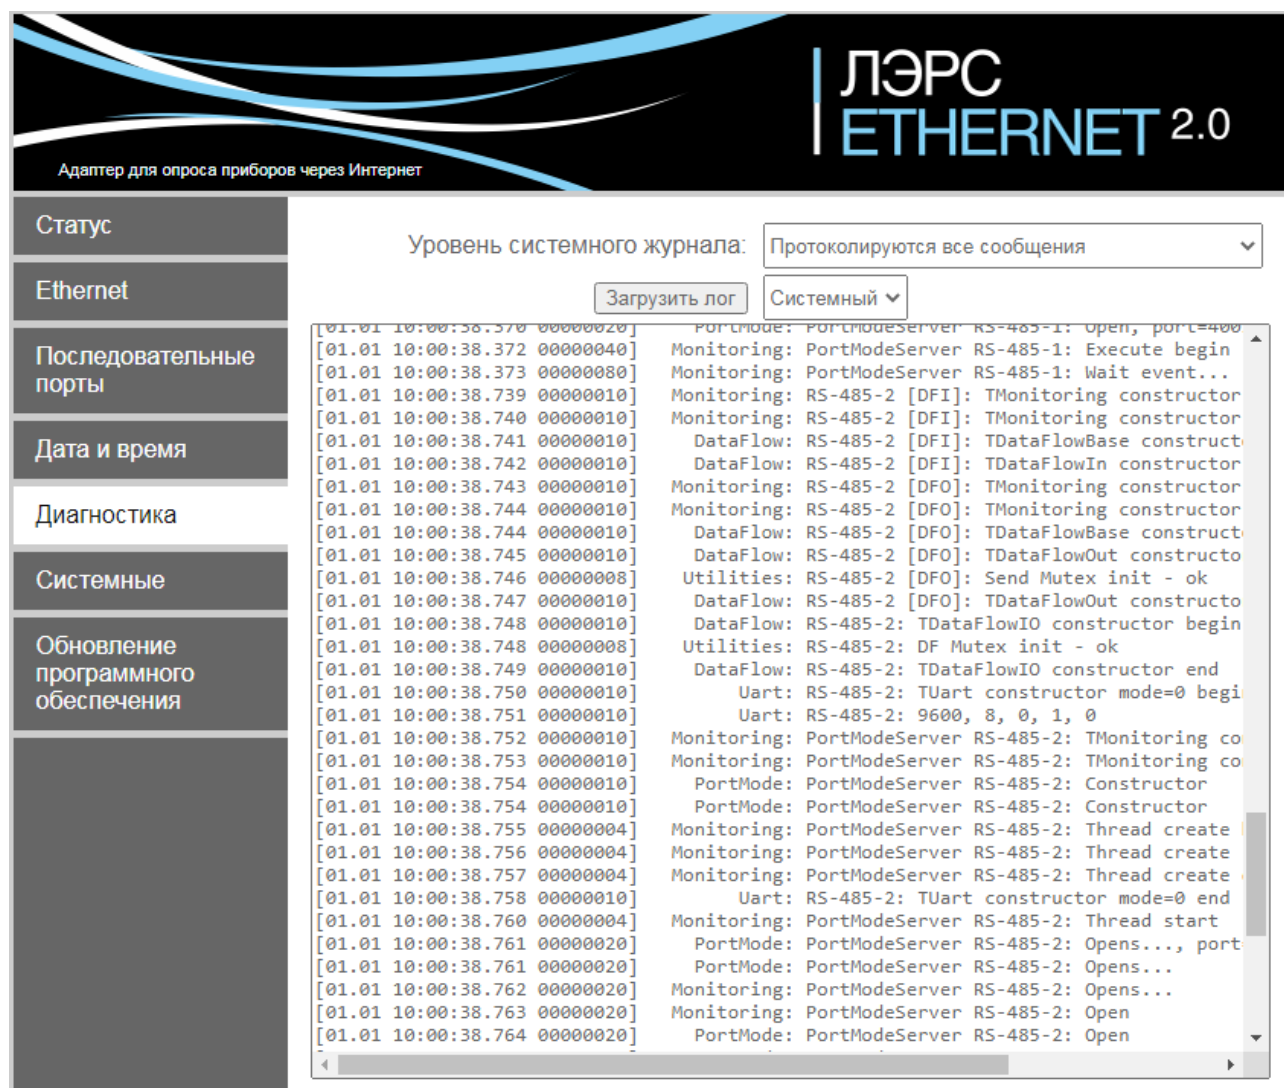 ЛЭРС
ETHERNET 2.0
Адаптер для опроса приборов через Интернет
Статус
Ethernet
Последовательные
порты
Дата и время
Диагностика
Системные
Обновление
программного
обеспечения
Уровень системного журнала: Протоколируются все сообщения
Загрузить лог Системный
[01.01 10:00:38.370 00000020] PortMode: PortModeServer RS-485-1: Open, port=400
[01.01 10:00:38.372 00000040] Monitoring: PortModeServer RS-485-1: Execute begin
[01.01 10:00:38.373 00000080] Monitoring: PortModeServer RS-485-1: Wait event...
[01.01 10:00:38.739 00000010] Monitoring: RS-485-2 [DFI]: TMonitoring constructor
[01.01 10:00:38.740 00000010] Monitoring: RS-485-2 [DFI]: TMonitoring constructor
[01.01 10:00:38.741 00000010] DataFlow: RS-485-2 [DFI]: TDataFlowBase construct
[01.01 10:00:38.742 00000010] DataFlow: RS-485-2 [DFI]: TDataFlowIn constructor
[01.01 10:00:38.743 00000010] Monitoring: RS-485-2 [DFO]: TMonitoring constructor
[01.01 10:00:38.744 00000010] Monitoring: RS-485-2 [DFO]: TMonitoring constructor
[01.01 10:00:38.744 00000010] DataFlow: RS-485-2 [DFO]: TDataFlowBase construct
[01.01 10:00:38.745 00000010] DataFlow: RS-485-2 [DFO]: TDataFlowOut constructo
[01.01 10:00:38.746 00000008] Utilities: RS-485-2 [DFO]: Send Mutex init - ok
[01.01 10:00:38.747 00000010] DataFlow: RS-485-2 [DFO]: TDataFlowOut constructo
[01.01 10:00:38.748 00000010] DataFlow: RS-485-2: TDataFlowIO constructor begin
[01.01 10:00:38.748 00000008] Utilities: RS-485-2: DF Mutex init - ok
[01.01 10:00:38.749 00000010] DataFlow: RS-485-2: TDataFlowIO constructor end
[01.01 10:00:38.750 00000010] Uart: RS-485-2: TUart constructor mode=0 begi
[01.01 10:00:38.751 00000010] Uart: RS-485-2: 9600, 8, 0, 1, 0
[01.01 10:00:38.752 00000010] Monitoring: PortModeServer RS-485-2: TMonitoring co
[01.01 10:00:38.753 00000010] Monitoring: PortModeServer RS-485-2: TMonitoring co
[01.01 10:00:38.754 00000010] PortMode: PortModeServer RS-485-2: Constructor
[01.01 10:00:38.754 00000010] PortMode: PortModeServer RS-485-2: Constructor
[01.01 10:00:38.755 00000004] Monitoring: PortModeServer RS-485-2: Thread create
[01.01 10:00:38.756 00000004] Monitoring: PortModeServer RS-485-2: Thread create
[01.01 10:00:38.757 00000004] Monitoring: PortModeServer RS-485-2: Thread create
[01.01 10:00:38.758 00000010] Uart: RS-485-2: TUart constructor mode=0 end
[01.01 10:00:38.760 00000004] Monitoring: PortModeServer RS-485-2: Thread start
[01.01 10:00:38.761 00000020] PortMode: PortModeServer RS-485-2: Opens..., port
[01.01 10:00:38.761 00000020] PortMode: PortModeServer RS-485-2: Opens...
[01.01 10:00:38.762 00000020] Monitoring: PortModeServer RS-485-2: Opens...
[01.01 10:00:38.763 00000020] Monitoring: PortModeServer RS-485-2: Open
[01.01 10:00:38.764 00000020] PortMode: PortModeServer RS-485-2: Open